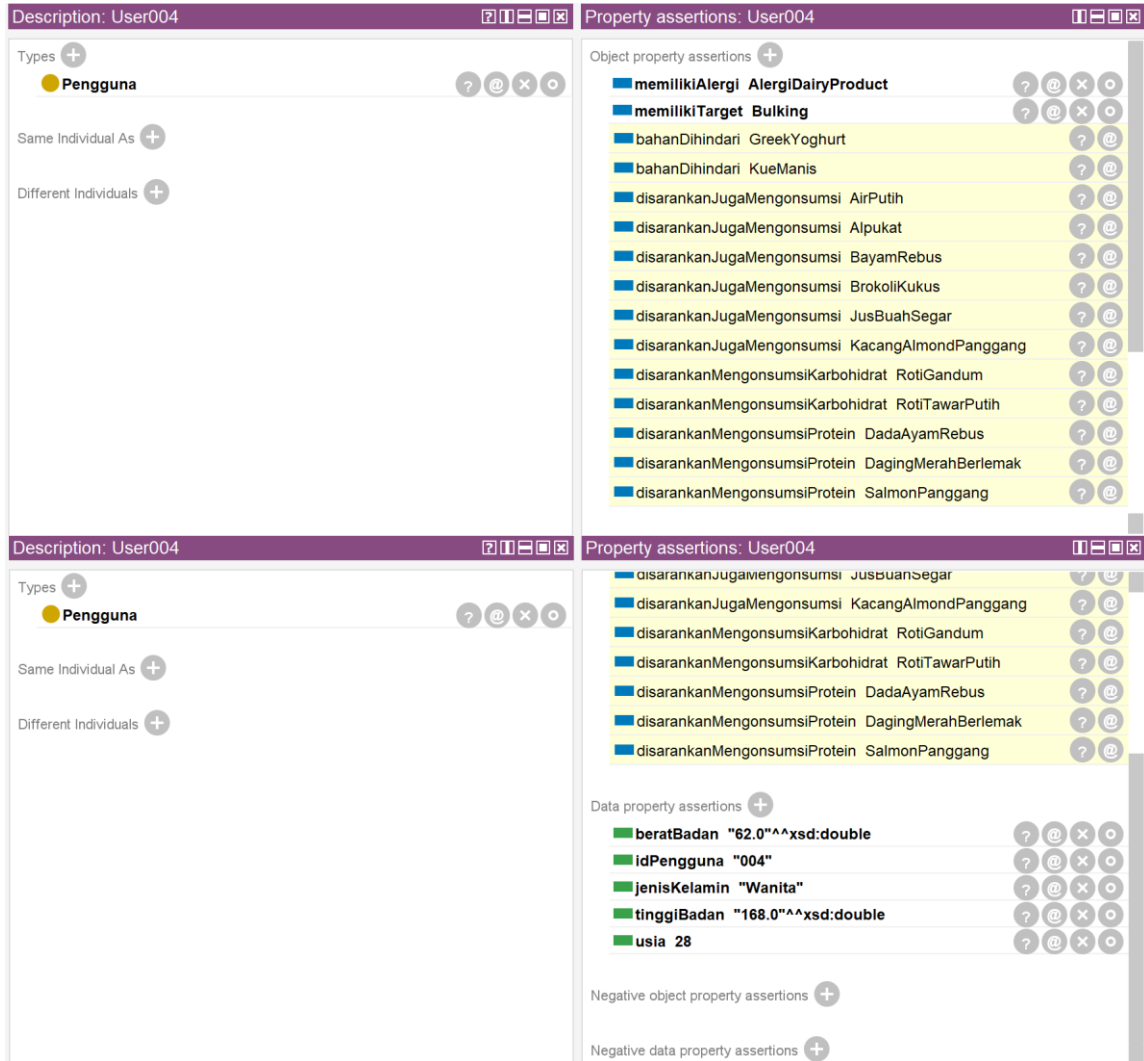 Description: User004
Types
Pengguna
Same Individual As
Different Individuals
Property assertions: User004
Object property assertions
memilikiAlergi AlergiDairyProduct
memilikiTarget Bulking
bahanDihindari GreekYoghurt
bahanDihindari KueManis
disarankanJugaMengonsumsi AirPutih
disarankanJugaMengonsumsi Alpukat
disarankanJugaMengonsumsi BayamRebus
disarankanJugaMengonsumsi BrokoliKukus
disarankanJugaMengonsumsi JusBuahSegar
disarankanJugaMengonsumsi KacangAlmondPanggang
disarankanMengonsumsiKarbohidrat RotiGandum
disarankanMengonsumsiKarbohidrat RotiTawarPutih
disarankanMengonsumsiProtein DadaAyamRebus
disarankanMengonsumsiProtein DagingMerahBerlemak
disarankanMengonsumsiProtein SalmonPanggang
Description: User004
Types
Pengguna
Same Individual As
Different Individuals
Property assertions: User004
disarankanJugaMengonsumsi JusBuahSegar
disarankanJugaMengonsumsi KacangAlmondPanggang
disarankanMengonsumsiKarbohidrat RotiGandum
disarankanMengonsumsiKarbohidrat RotiTawarPutih
disarankanMengonsumsiProtein DadaAyamRebus
disarankanMengonsumsiProtein DagingMerahBerlemak
disarankanMengonsumsiProtein SalmonPanggang
Data property assertions
beratBadan "62.0"^^xsd:double
idPengguna "004"
jenisKelamin "Wanita"
tinggiBadan "168.0"^^xsd:double
usia 28
Negative object property assertions
Negative data property assertions